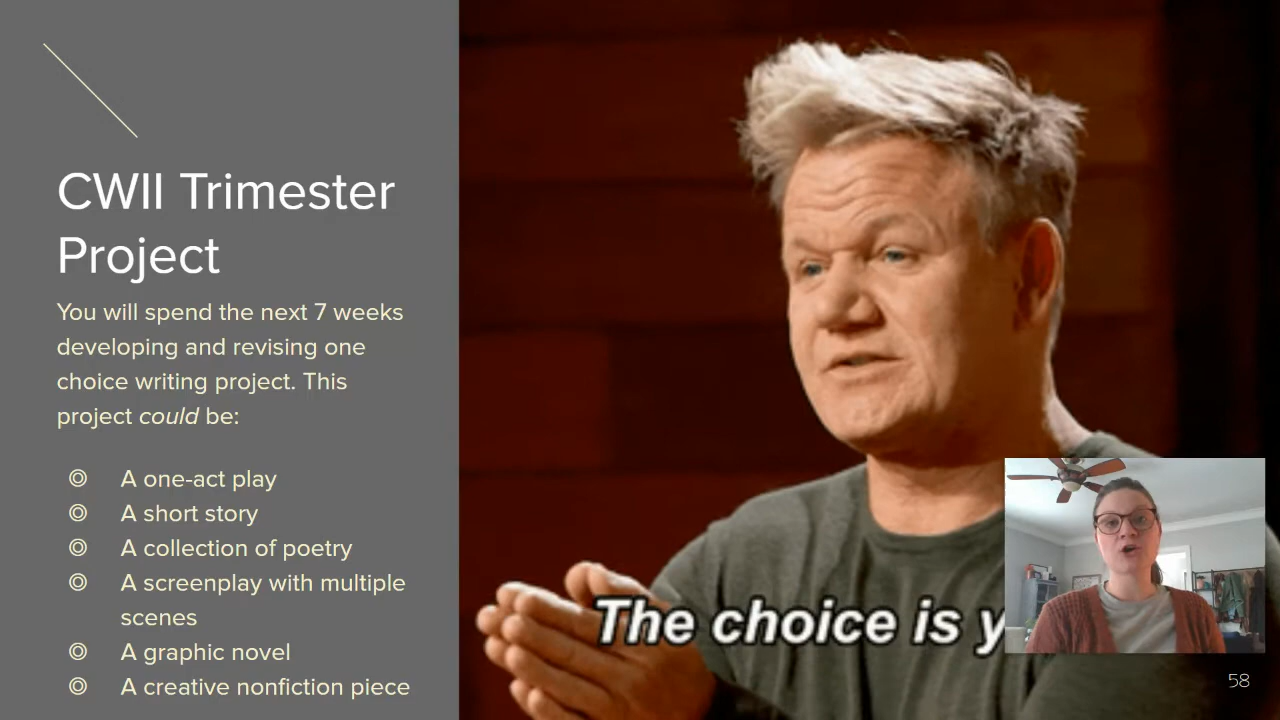 CWII Trimester
Project
You will spend the next 7 weeks
developing and revising one
choice writing project. This
project could be:
A one-act play
A short story
A collection of poetry
A screenplay with multiple
scenes
A graphic novel
A creative nonfiction piece
The choice is y
58